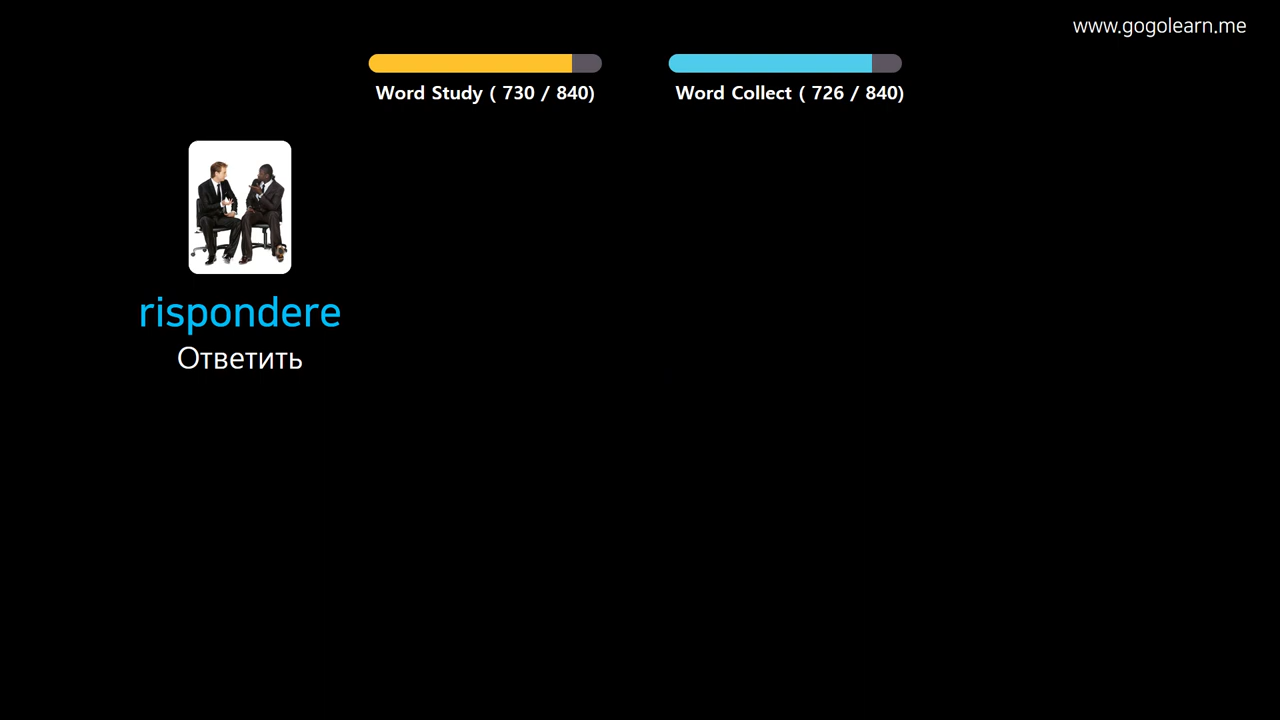 www.gogolearn.me
Word Study ( 730 / 840)
Word Collect ( 726 / 840)
rispondere
Ответить